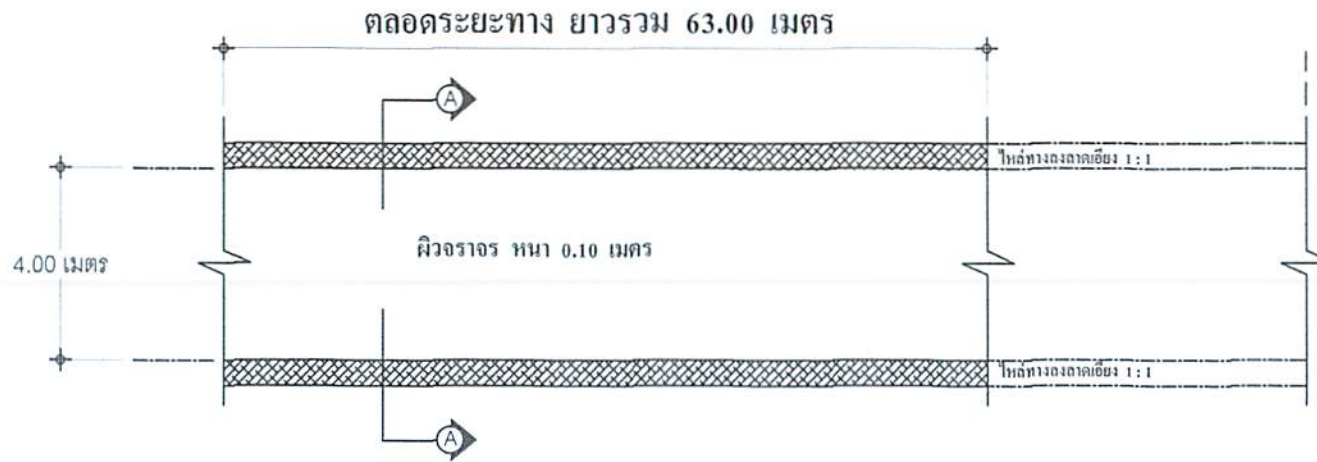 ตลอดระยะทาง ยาวรวม 63.00 เมตร
A
ไหล่ทางลงลาดเอียง 1 : 1
ผิวจราจร หนา 0.10 เมตร
4.00 เมตร
ไหล่ทางลงลาดเอียง 1 : 1
A